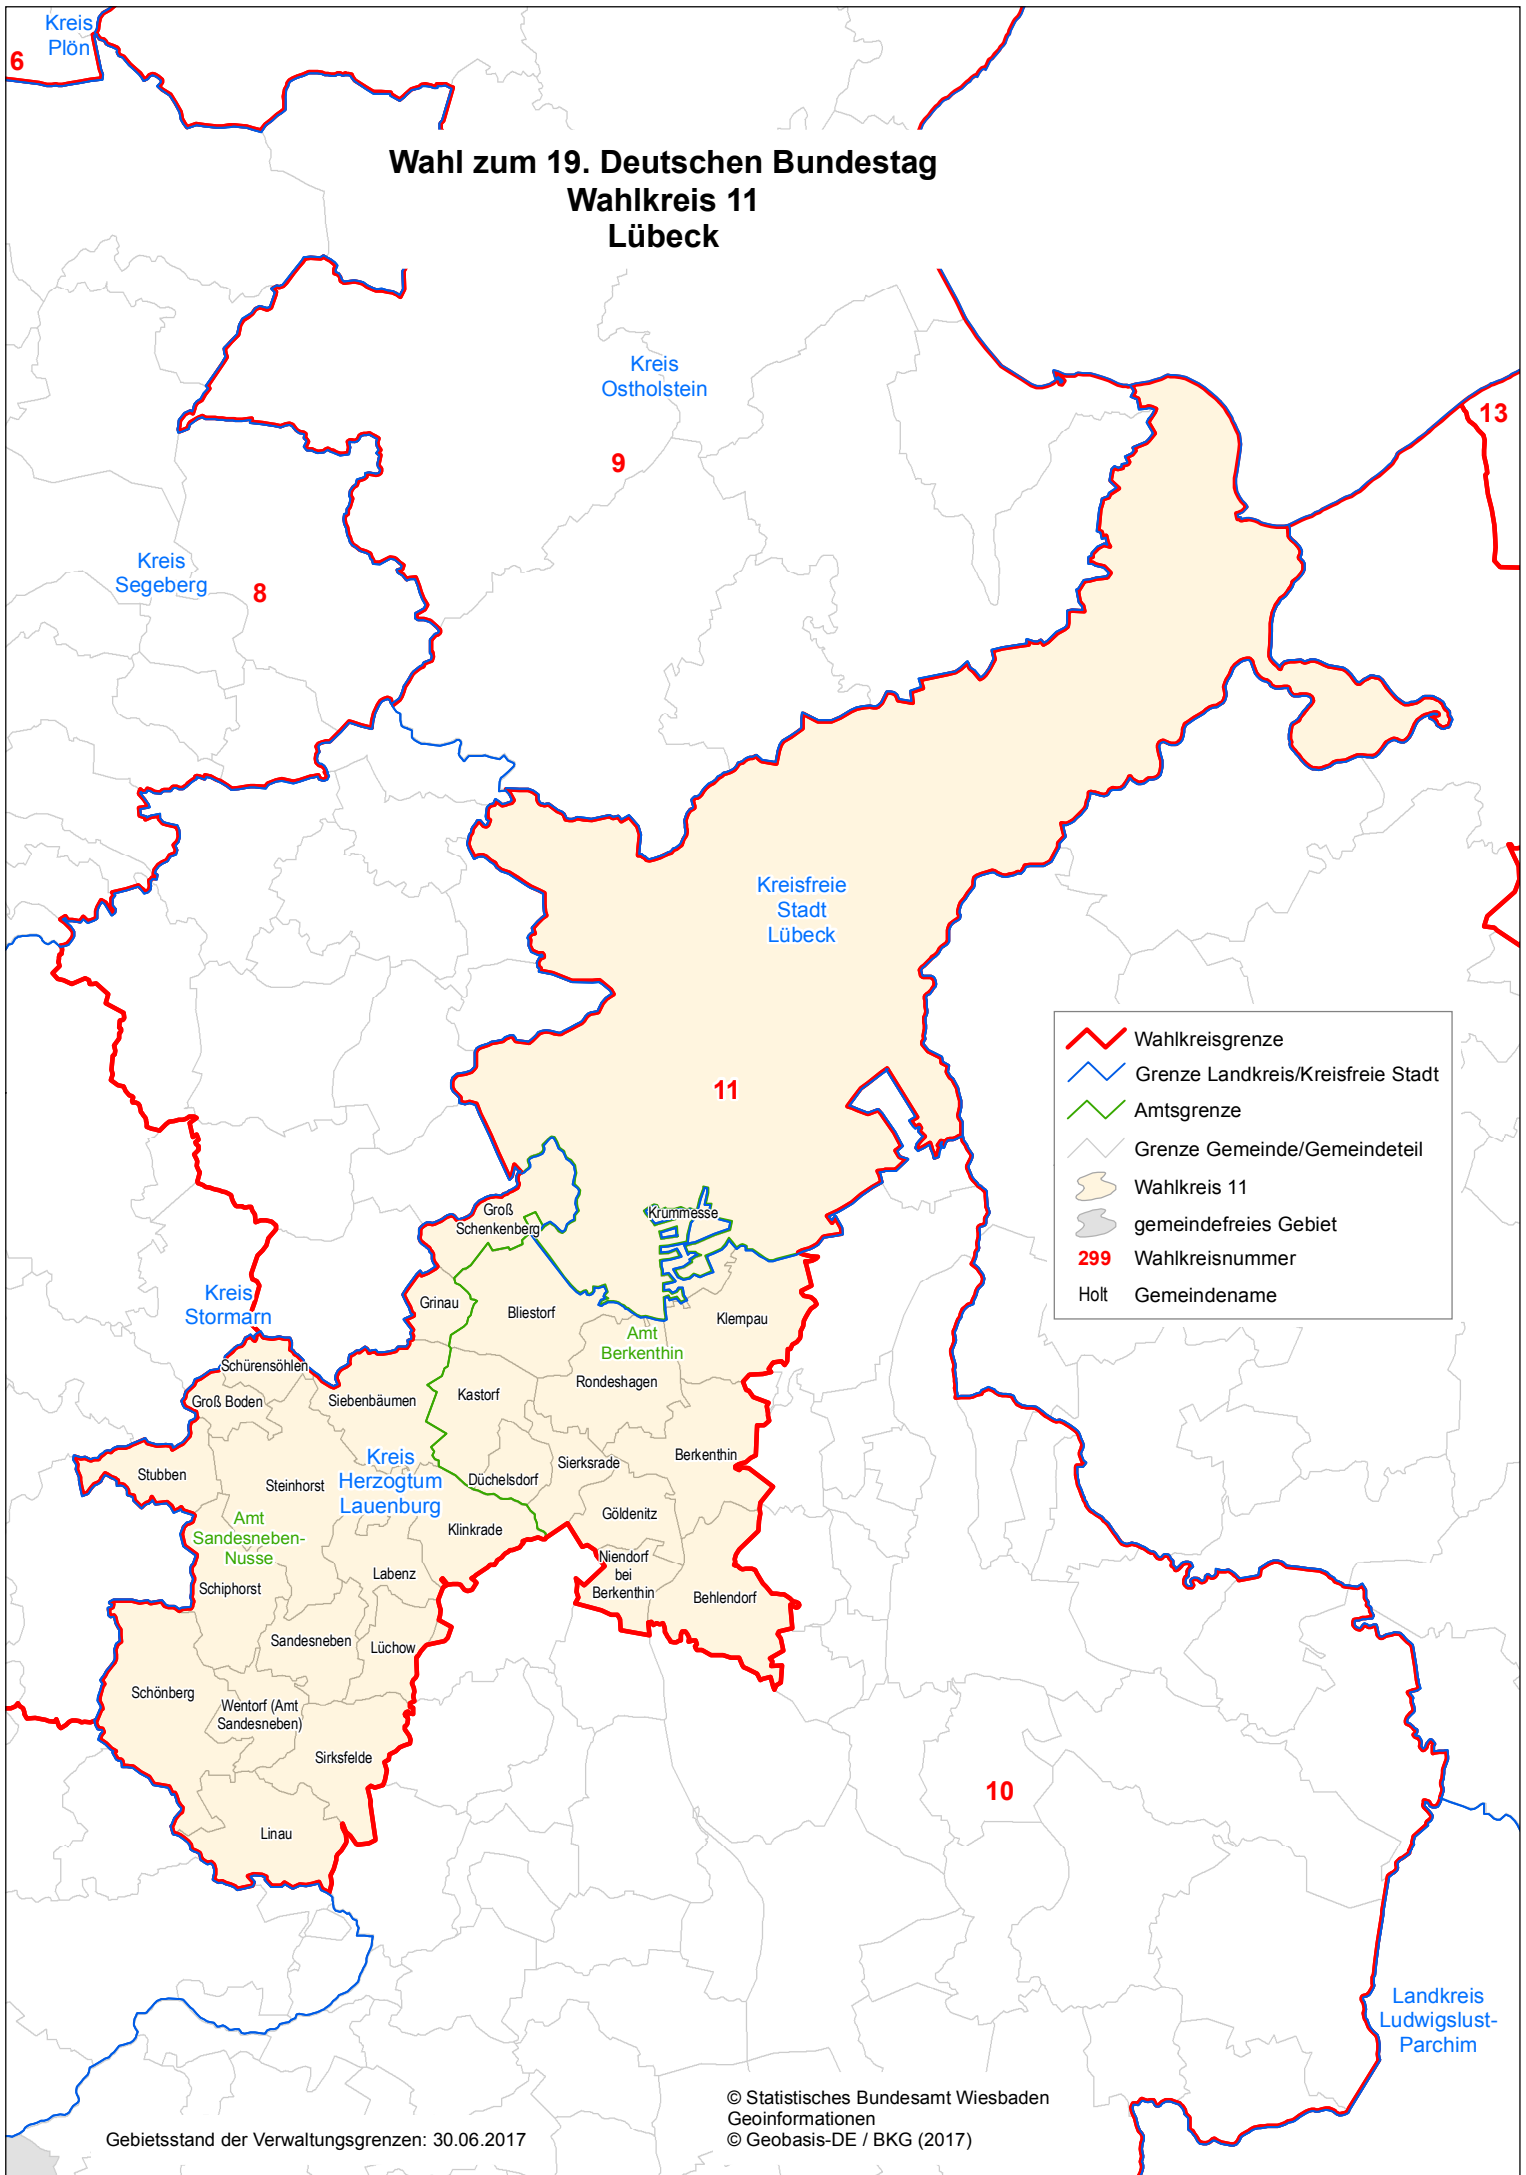 Kreis
Plön
6
Wahl zum 19. Deutschen Bundestag
Wahlkreis 11
Lübeck
Kreis
Ostholstein
9
13
Kreis
Segeberg
8
Kreisfreie
Stadt
Lübeck
11
Wahlkreisgrenze
Grenze Landkreis/Kreisfreie Stadt
Amtsgrenze
Grenze Gemeinde/Gemeindeteil
Wahlkreis 11
gemeindefreies Gebiet
299 Wahlkreisnummer
Holt Gemeindename
Groß
Schenkenberg
Krummesse
Kreis
Stormarn
Grinau
Bliestorf
Klempau
Amt
Berkenthin
Schürensöhlen
Groß Boden
Siebenbäumen
Kastorf
Rondeshagen
Kreis
Herzogtum
Lauenburg
Stubben
Steinhorst
Düchelsdorf
Sierksrade
Berkenthin
Amt
Sandesneben-
Nusse
Klinkrade
Göldenitz
Schiphorst
Labenz
Niendorf
bei
Berkenthin
Behlendorf
Sandesneben
Lüchow
Schönberg
Wentorf (Amt
Sandesneben)
Sirksfelde
10
Linau
Landkreis
Ludwigslust-
Parchim
Gebietsstand der Verwaltungsgrenzen: 30.06.2017
© Statistisches Bundesamt Wiesbaden
Geoinformationen
© Geobasis-DE / BKG (2017)